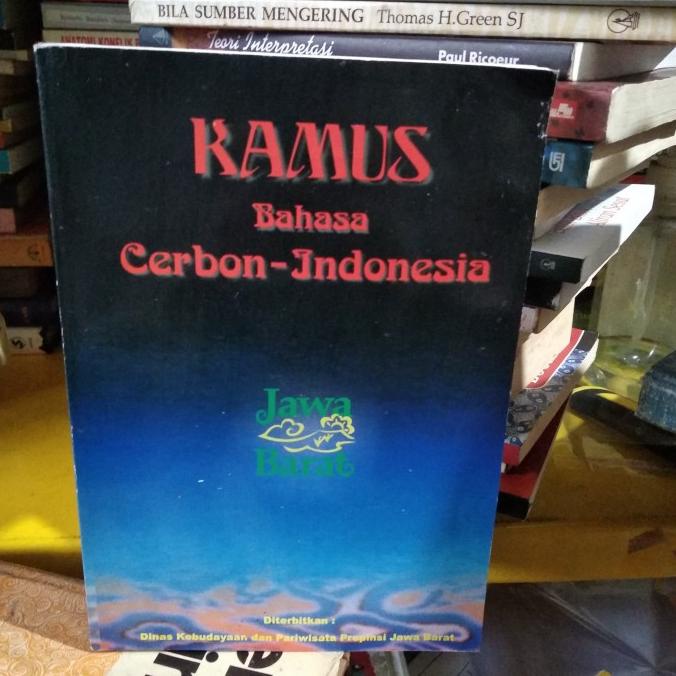 BILA SUMBER MENGERING Thomas H.Green SJ
Teori Interpretasi Paul Ricoeur
KAMUS
Bahasa
Cerbon-Indonesia
Jawa
Barat
Diterbitkan :
Dinas Kebudayaan dan Pariwisata Propinsi Jawa Barat